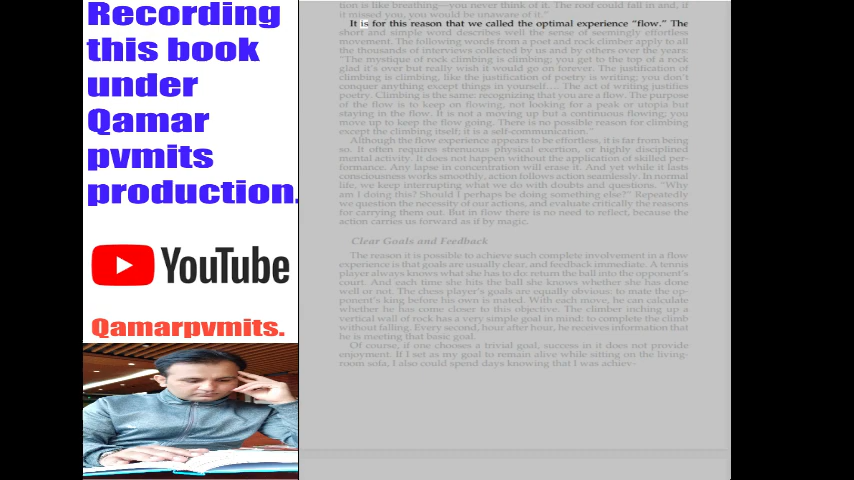 Recording
this book
under
Qamar
pvmits
production.
YouTube
Qamarpvmits.
tion is like breathing—you never think of it. The roof could fall in and, if
it missed you, you would be unaware of it.”
It is for this reason that we called the optimal experience “flow.” The
short and simple word describes well the sense of seemingly effortless
movement. The following words from a poet and rock climber apply to all
the thousands of interviews collected by us and by others over the years:
“The mystique of rock climbing is climbing; you get to the top of a rock
glad it’s over but really wish it would go on forever. The justification of
climbing is climbing, like the justification of poetry is writing; you don’t
conquer anything except things in yourself.… The act of writing justifies
poetry. Climbing is the same: recognizing that you are a flow. The purpose
of the flow is to keep on flowing, not looking for a peak or utopia but
staying in the flow. It is not a moving up but a continuous flowing; you
move up to keep the flow going. There is no possible reason for climbing
except the climbing itself; it is a self-communication.”
Although the flow experience appears to be effortless, it is far from being
so. It often requires strenuous physical exertion, or highly disciplined
mental activity. It does not happen without the application of skilled per-
formance. Any lapse in concentration will erase it. And yet while it lasts
consciousness works smoothly, action follows action seamlessly. In normal
life, we keep interrupting what we do with doubts and questions. “Why
am I doing this? Should I perhaps be doing something else?” Repeatedly
we question the necessity of our actions, and evaluate critically the reasons
for carrying them out. But in flow there is no need to reflect, because the
action carries us forward as if by magic.
Clear Goals and Feedback
The reason it is possible to achieve such complete involvement in a flow
experience is that goals are usually clear, and feedback immediate. A tennis
player always knows what she has to do: return the ball into the opponent’s
court. And each time she hits the ball she knows whether she has done
well or not. The chess player’s goals are equally obvious: to mate the op-
ponent’s king before his own is mated. With each move, he can calculate
whether he has come closer to this objective. The climber inching up a
vertical wall of rock has a very simple goal in mind: to complete the climb
without falling. Every second, hour after hour, he receives information that
he is meeting that basic goal.
Of course, if one chooses a trivial goal, success in it does not provide
enjoyment. If I set as my goal to remain alive while sitting on the living-
room sofa, I also could spend days knowing that I was achiev-